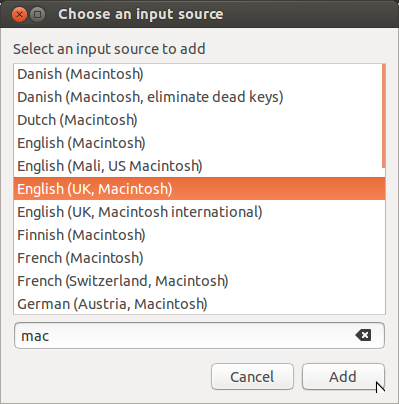 Choose an input source
Select an input source to add
Danish (Macintosh)
Danish (Macintosh, eliminate dead keys)
Dutch (Macintosh)
English (Macintosh)
English (Mali, US Macintosh)
English (UK, Macintosh)
English (UK, Macintosh international)
Finnish (Macintosh)
French (Macintosh)
French (Switzerland, Macintosh)
German (Austria, Macintosh)
mac
Cancel
Add